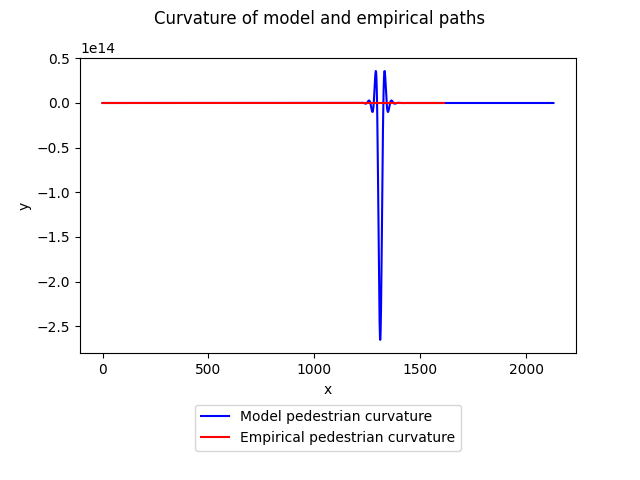 Curvature of model and empirical paths
1e14
0.5
0.0
−0.5
−1.0
−1.5
−2.0
−2.5
y
0 500 1000 1500 2000
x
Model pedestrian curvature
Empirical pedestrian curvature